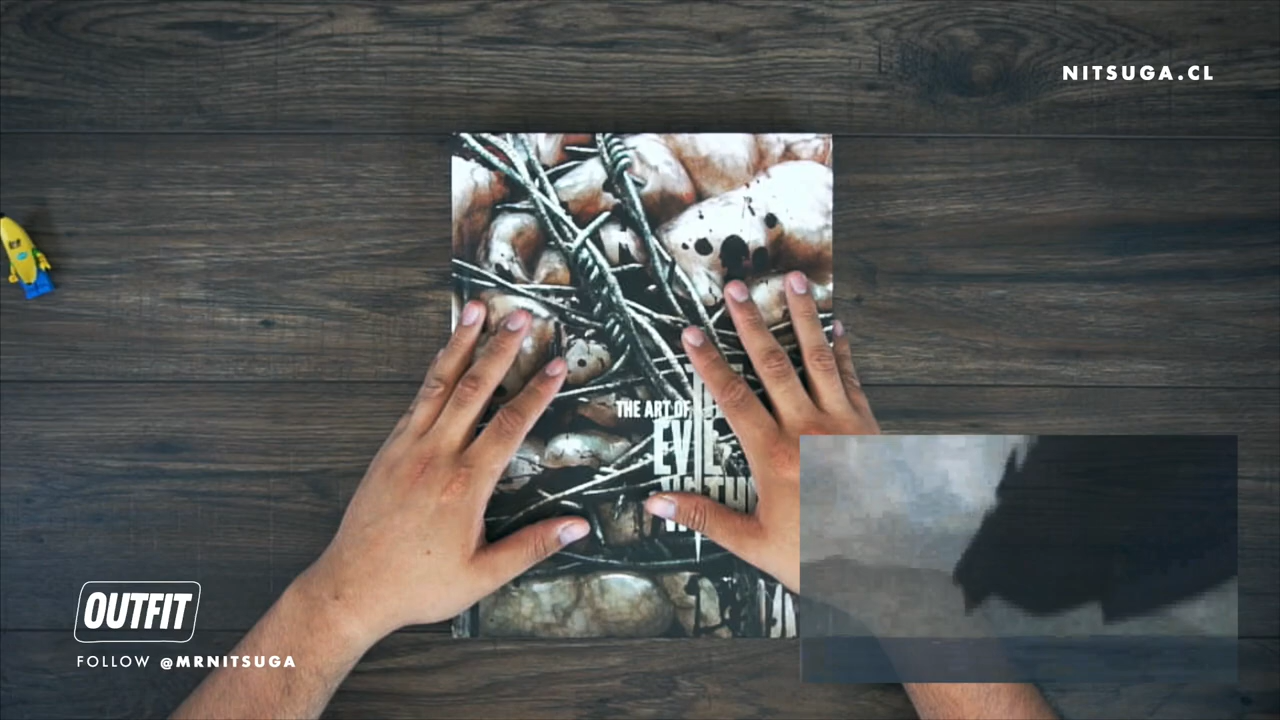 NITSUGA.CL
THE ART OF
EVIL
OUTFIT
FOLLOW @MRNITSUGA